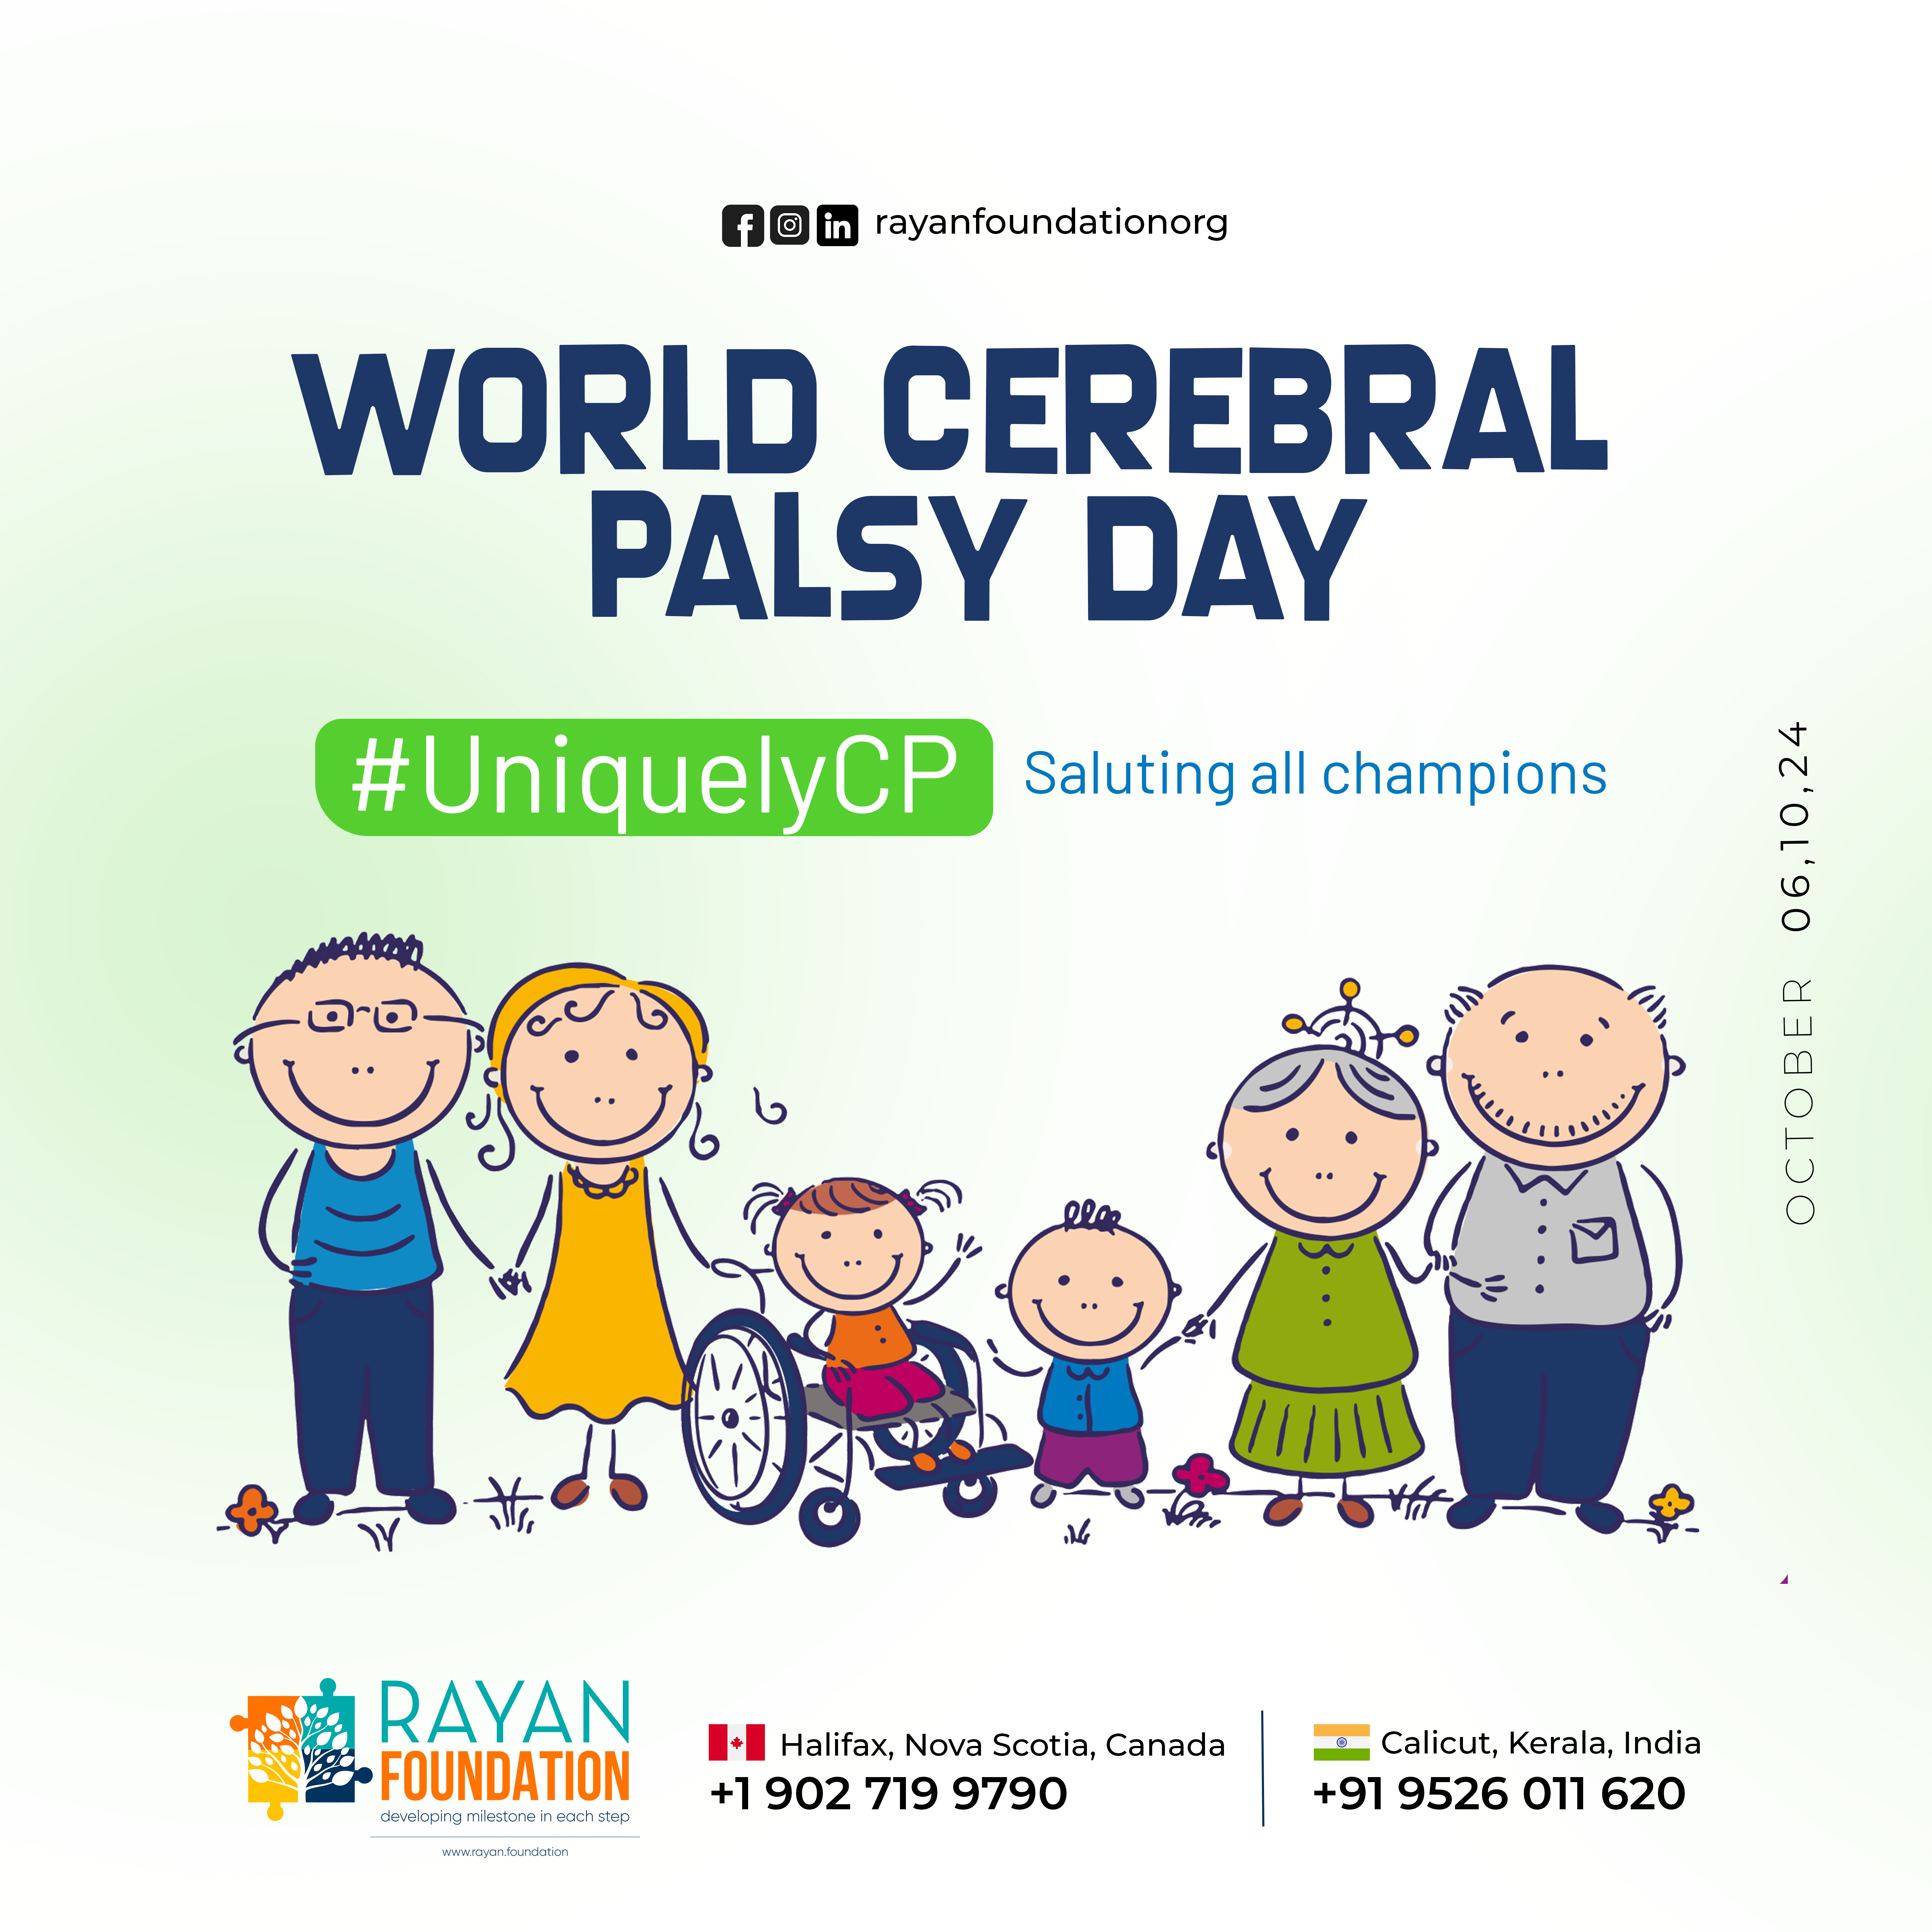 rayanfoundationorg
WORLD CEREBRAL
PALSY DAY
#UniquelyCP
Saluting all champions
OCTOBER 06,10,24
RAYAN
FOUNDATION
developing milestone in each step
www.rayan.foundation
Halifax, Nova Scotia, Canada
+1 902 719 9790
Calicut, Kerala, India
+91 9526 011 620